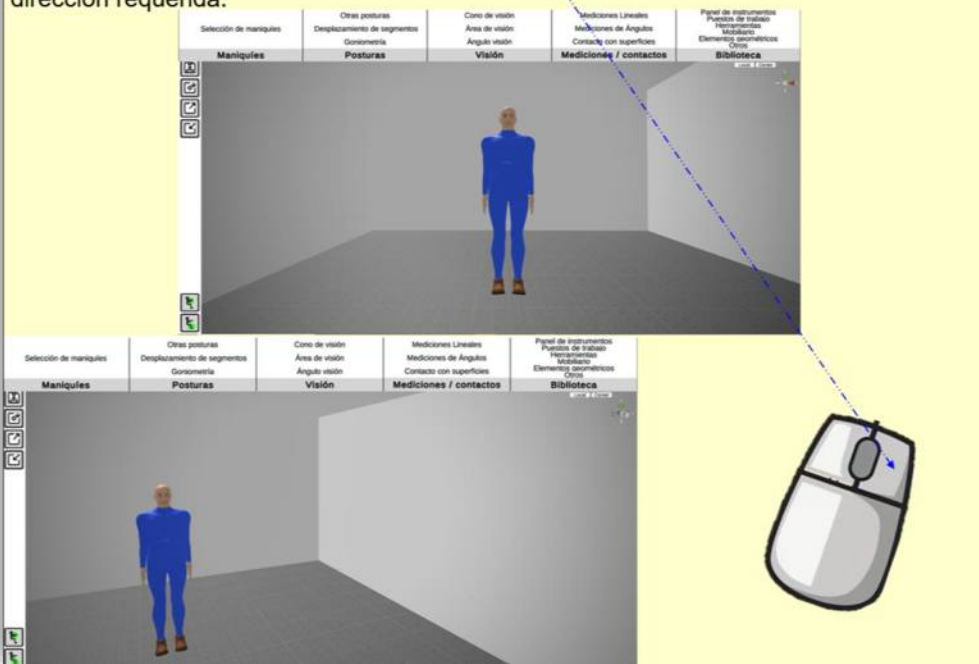 dirección requerida.
Otras posturas
Cono de visión
Mediciones Lineales
Panel de instrumentos
Puestos de trabajo
Selección de maniquíes
Desplazamiento de segmentos
Área de visión
Mediciones de Ángulos
Herramientas
Mobiliario
Goniometría
Ángulo visión
Contacto con superficies
Elementos geométricos
Otros
Maniquíes
Posturas
Visión
Mediciones / contactos
Biblioteca
Local
Center
Otras posturas
Cono de visión
Mediciones Lineales
Panel de instrumentos
Puestos de trabajo
Selección de maniquíes
Desplazamiento de segmentos
Área de visión
Mediciones de Ángulos
Herramientas
Mobiliario
Goniometría
Ángulo visión
Contacto con superficies
Elementos geométricos
Otros
Maniquíes
Posturas
Visión
Mediciones / contactos
Biblioteca
Local
Center